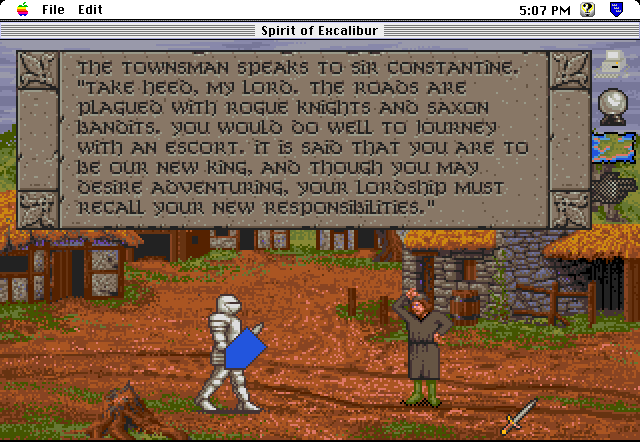 File Edit 5:07 PM
Spirit of Excalibur
The townsman speaks to Sir Constantine.
"Take heed, my lord. The roads are
plagued with rogue knights and Saxon
bandits. You would do well to journey
with an escort. It is said that you are to
be our new king, and though you may
desire adventuring, your lordship must
recall your new responsibilities."